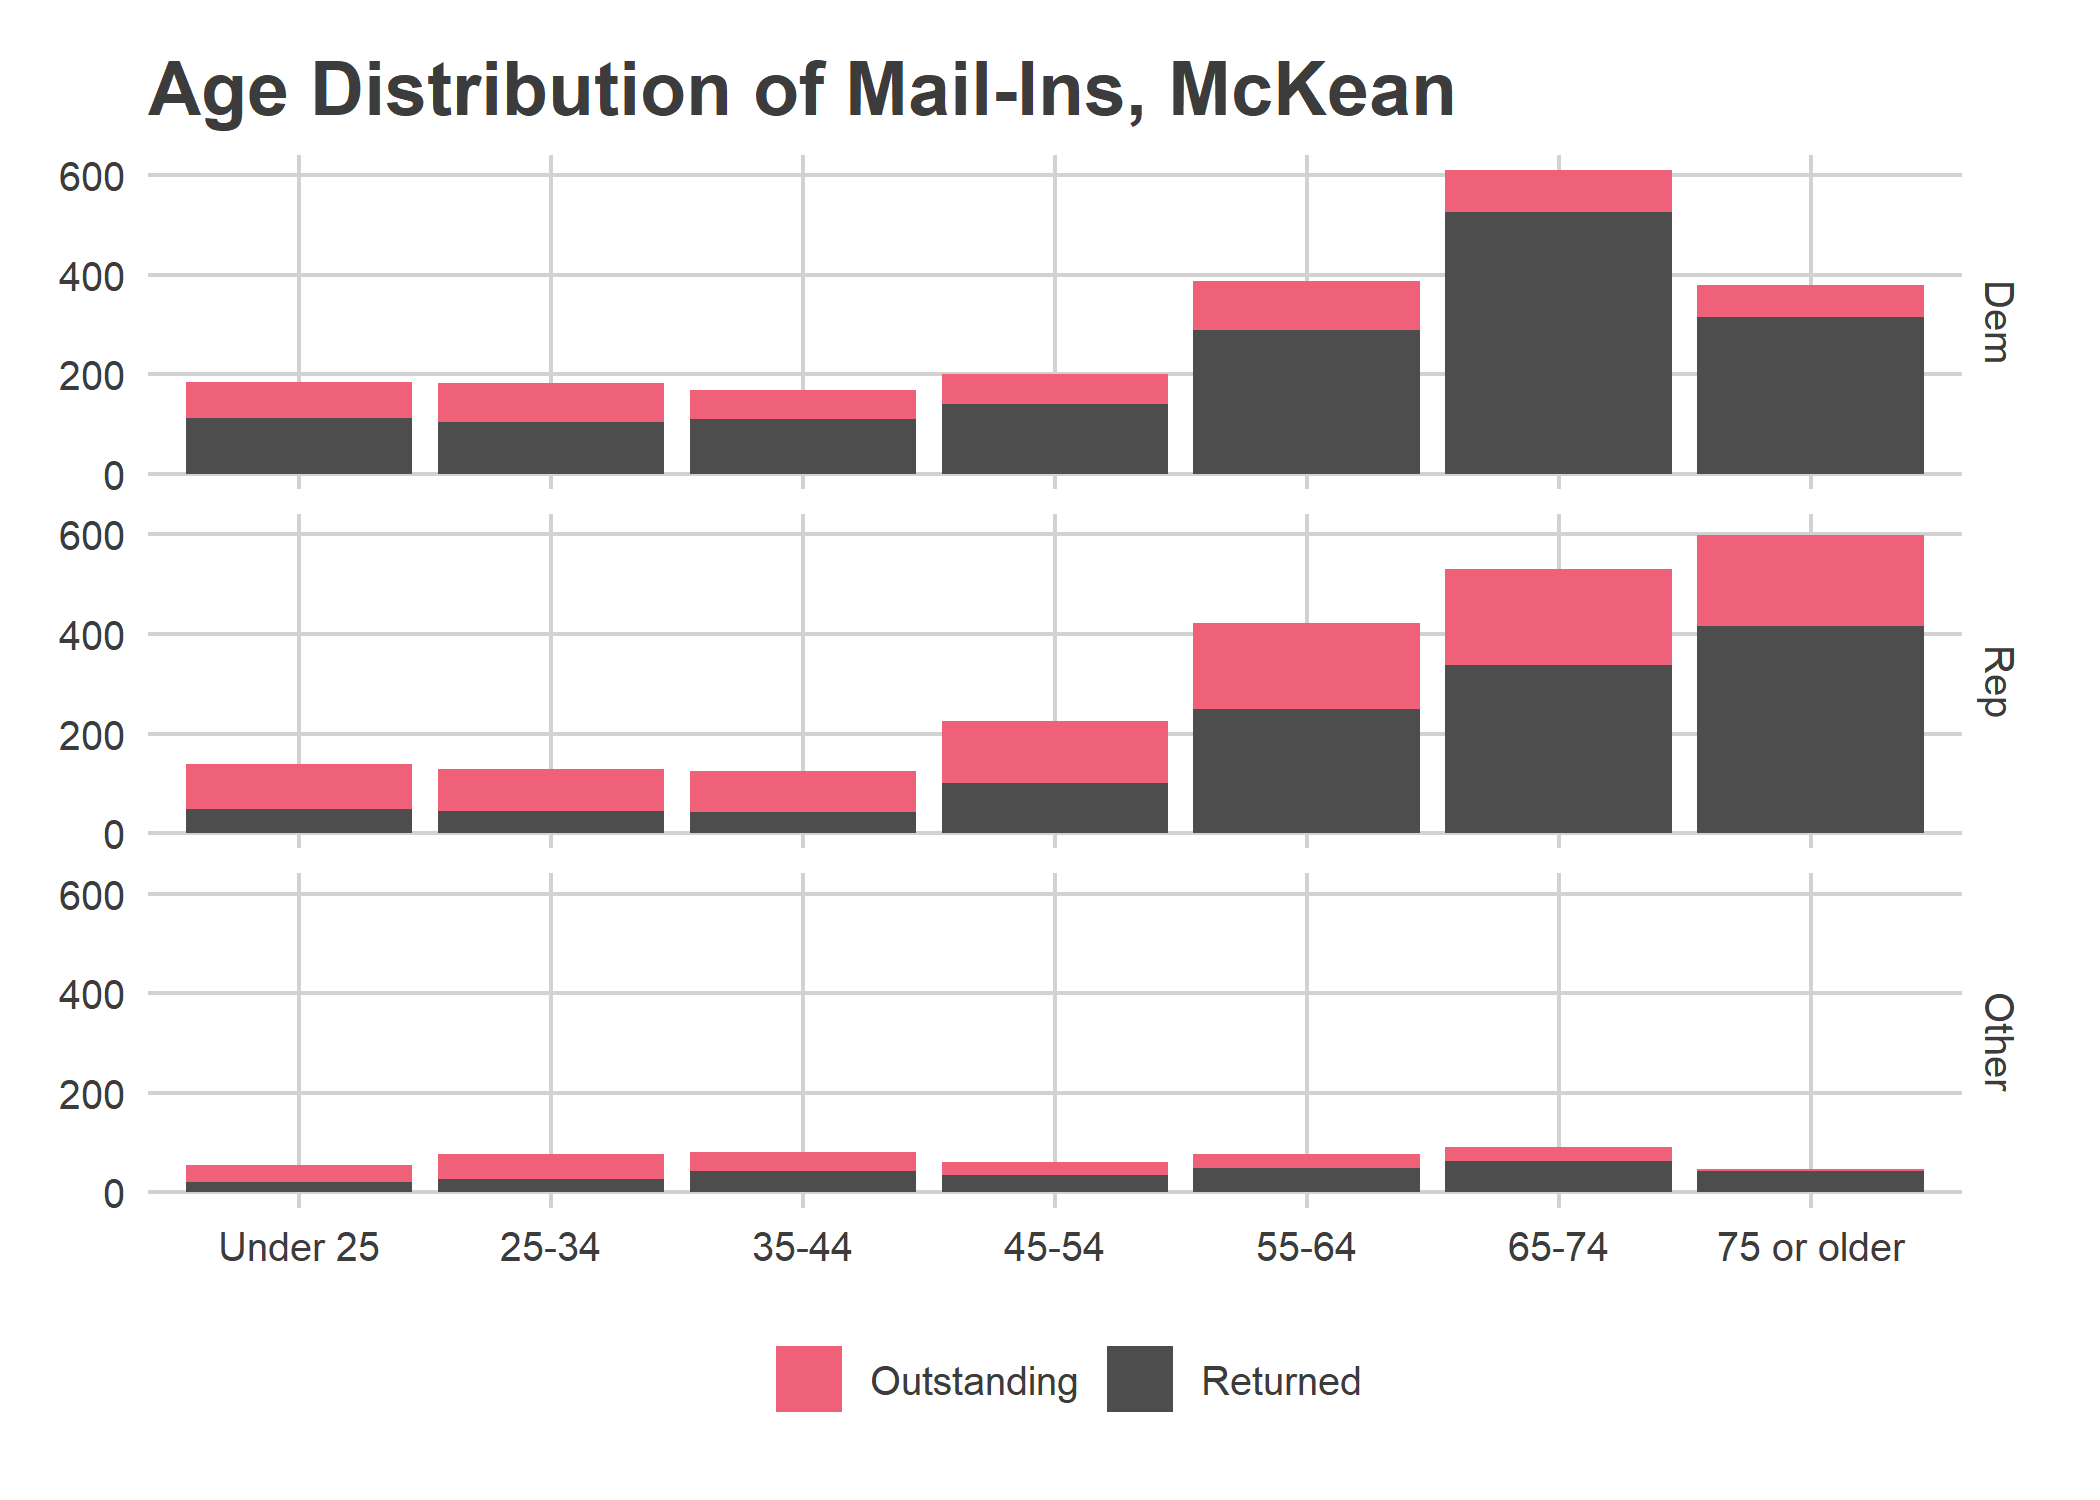 Age Distribution of Mail-Ins, McKean
600
400
200
0
Dem
600
400
200
0
Rep
600
400
200
0
Other
Under 25 25-34 35-44 45-54 55-64 65-74 75 or older
Outstanding Returned